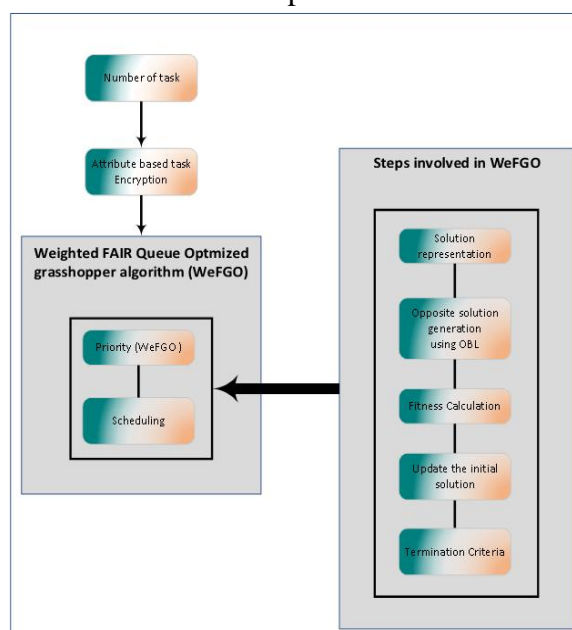 Number of task
Attribute based task
Encryption
Weighted FAIR Queue Optmized
grasshopper algorithm (WeFGO)
Priority (WeFGO )
Scheduling
Steps involved in WeFGO
Solution
representation
Opposite solution
generation
using OBL
Fitness Calculation
Update the initial
solution
Termination Criteria